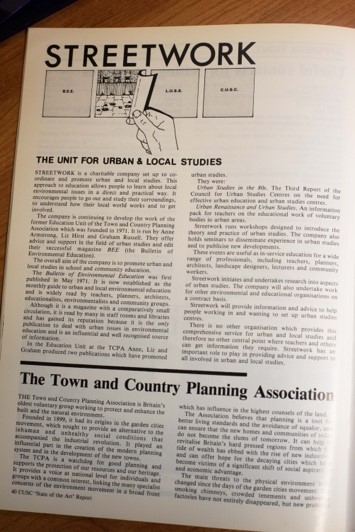 STREETWORK
B.E.E.
L.U.S.S.
C.U.S.C.
THE UNIT FOR URBAN & LOCAL STUDIES
STREETWORK is a charitable company set up to co-
ordinate and promote urban and local studies. This
approach to education allows people to learn about local
environmental issues in a direct and practical way. It
encourages people to go out and study their surroundings,
to understand how their local world works and to get
involved.
The company is continuing to develop the work of the
former Education Unit of the Town and Country Planning
Association which was founded in 1971. It is run by Anne
Armstrong, Liz Hirst and Graham Russell. They offer
advice and support in the field of urban studies and edit
their successful magazine BEE (the Bulletin of
Environmental Education).
The overall aim of the company is to promote urban and
local studies in school and community education.
The Bulletin of Environmental Education was first
published in May 1971. It is now established as the
monthly guide to urban and local environmental education
and is widely read by teachers, planners, architects,
educationalists, environmentalists and community groups.
Although it is a magazine with a comparatively small
circulation, it is read by many in staff rooms and libraries
and has gained its reputation because it is the only
publication to deal with urban issues in environmental
education and is an influential and well recognised source
of information.
In the Education Unit at the TCPA Anne, Liz and
Graham produced two publications which have promoted
urban studies.
They were:
Urban Studies in the 80s. The Third Report of the
Council for Urban Studies Centres on the need for
effective urban education and urban studies centres.
Urban Renaissance and Urban Studies. An information
pack for teachers on the educational work of voluntary
bodies in urban areas.
Streetwork runs workshops designed to introduce the
theory and practice of urban studies. The company also
holds seminars to disseminate experience in urban studies
and to publicise new developments.
These events are useful as in-service education for a wide
range of professionals, including teachers, planners,
architects, landscape designers, lecturers and community
workers.
Streetwork initiates and undertakes research into aspects
of urban studies. The company will also undertake work
for other environmental and educational organisations on
a contract basis.
Streetwork will provide information and advice to help
people working in and wanting to set up urban studies
centres.
There is no other organisation which provides this
comprehensive service for urban and local studies and
therefore no other central point where teachers and others
can get information they require. Streetwork has an
important role to play in providing advice and support to
all involved in urban and local studies.
The Town and Country Planning Association
THE Town and Country Planning Association is Britain's
oldest voluntary group working to protect and enhance the
built and the natural environment.
Founded in 1899, it had its origins in the garden cities
movement, which sought to provide an alternative to the
inhuman and unhealthy social conditions that
accompanied the industrial revolution. It played an
influential part in the creation of the modern planning
system and in the development of the new towns.
The TCPA is a watchdog for good planning and
supports the protection of our resources and our heritage.
It provides a voice at national level for individuals and
groups with a common interest, linking the many specialist
concerns of the environmental movement in a broad front
which has influence in the highest counsels of the land.
The Association believes that planning is a tool for
better living standards and the avoidance of squalor, and
can ensure that the new homes and communities of today
do not become the slums of tomorrow. It can help
revitalise Britain's hard pressed regions from which the
tide of wealth has ebbed with the rise of new industries
and can offer hope for the decaying cities which have
become victims of a significant shift of social aspirations
and economic advantage.
The main threats to the physical environment have
changed since the days of the garden cities movement. The
smoking chimneys, crowded tenements and unhealthy
factories have not entirely disappeared, but new problems
40 CUSC 'State of the Art' Report